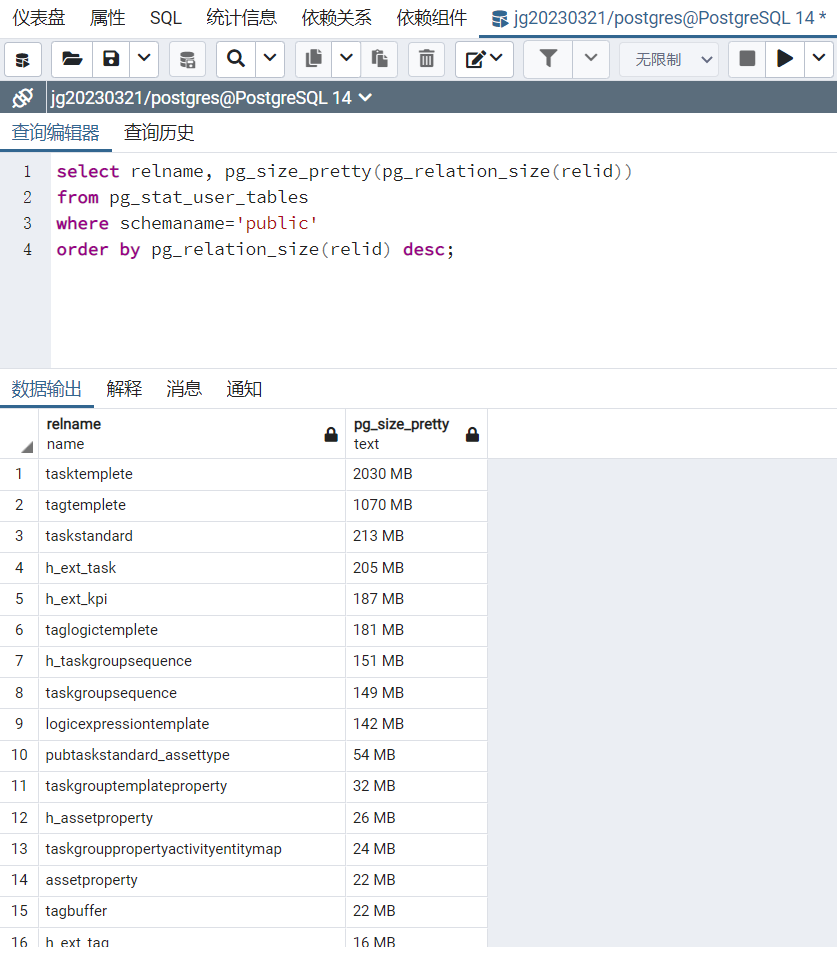 仪表盘 属性 SQL 统计信息 依赖关系 依赖组件 jg20230321/postgres@PostgreSQL 14 *
无限制
jg20230321/postgres@PostgreSQL 14
查询编辑器 查询历史
1 select relname, pg_size_pretty(pg_relation_size(relid))
2 from pg_stat_user_tables
3 where schemaname='public'
4 order by pg_relation_size(relid) desc;
数据输出 解释 消息 通知
relname pg_size_pretty
name text
1 tasktemplete 2030 MB
2 tagtemplete 1070 MB
3 taskstandard 213 MB
4 h_ext_task 205 MB
5 h_ext_kpi 187 MB
6 taglogictemplete 181 MB
7 h_taskgroupsequence 151 MB
8 taskgroupsequence 149 MB
9 logicexpressiontemplate 142 MB
10 pubtaskstandard_assettype 54 MB
11 taskgrouptemplateproperty 32 MB
12 h_assetproperty 26 MB
13 taskgrouppropertyactivityentitymap 24 MB
14 assetproperty 22 MB
15 tagbuffer 22 MB
16 h_ext_tag 16 MB